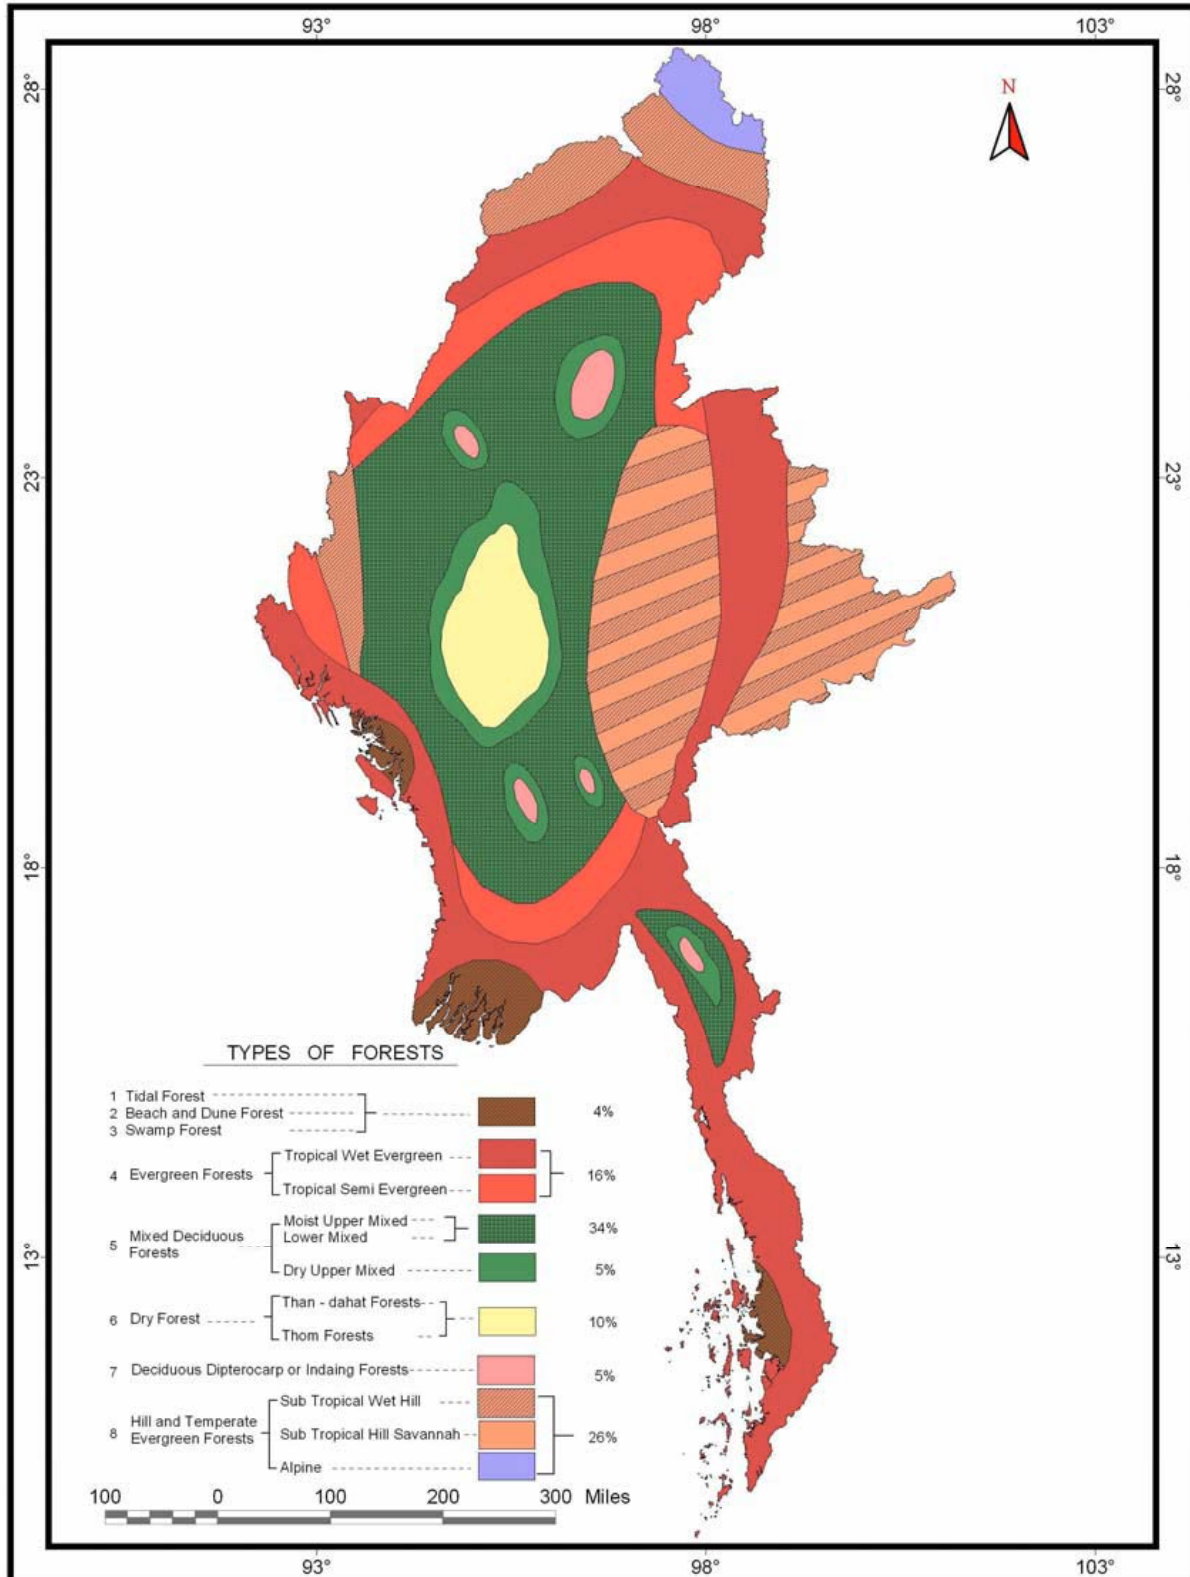 93° 98° 103°
28° 28°
N
23° 23°
18° 18°
TYPES OF FORESTS
1 Tidal Forest
2 Beach and Dune Forest
3 Swamp Forest
4%
Tropical Wet Evergreen
4 Evergreen Forests
16%
Tropical Semi Evergreen
Moist Upper Mixed
34%
Lower Mixed
5 Mixed Deciduous
Forests
13° 13°
Dry Upper Mixed
5%
Than - dahat Forests
6 Dry Forest
10%
Thom Forests
7 Deciduous Dipterocarp or Indaing Forests
5%
Sub Tropical Wet Hill
8 Hill and Temperate
Evergreen Forests
Sub Tropical Hill Savannah
26%
Alpine
100 0 100 200 300 Miles
93° 98° 103°